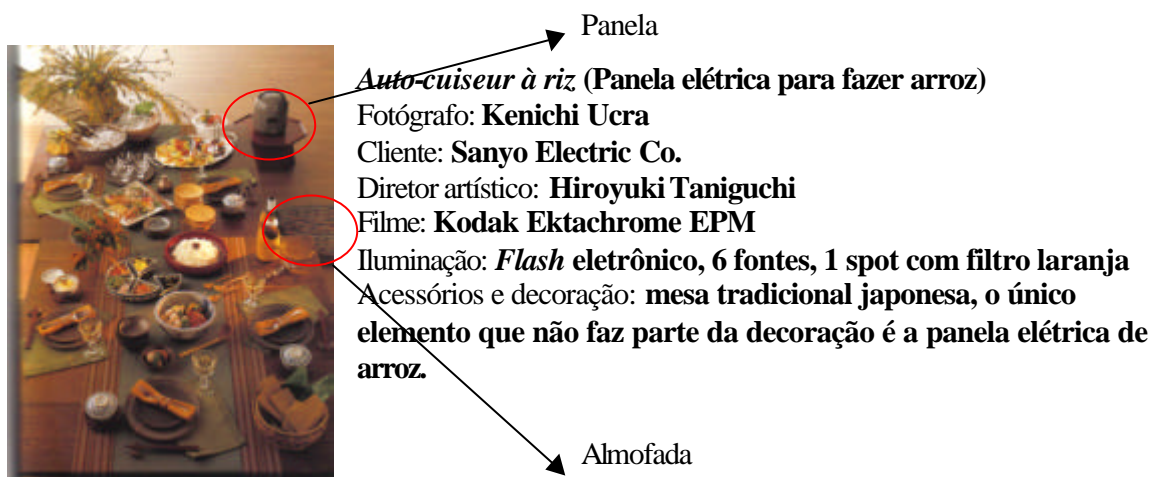 Panela
Auto-cuiseur à riz (Panela elétrica para fazer arroz)
Fotógrafo: Kenichi Ucra
Cliente: Sanyo Electric Co.
Diretor artístico: Hiroyuki Taniguchi
Filme: Kodak Ektachrome EPM
Iluminação: Flash eletrônico, 6 fontes, 1 spot com filtro laranja
Acessórios e decoração: mesa tradicional japonesa, o único
elemento que não faz parte da decoração é a panela elétrica de
arroz.
Almofada